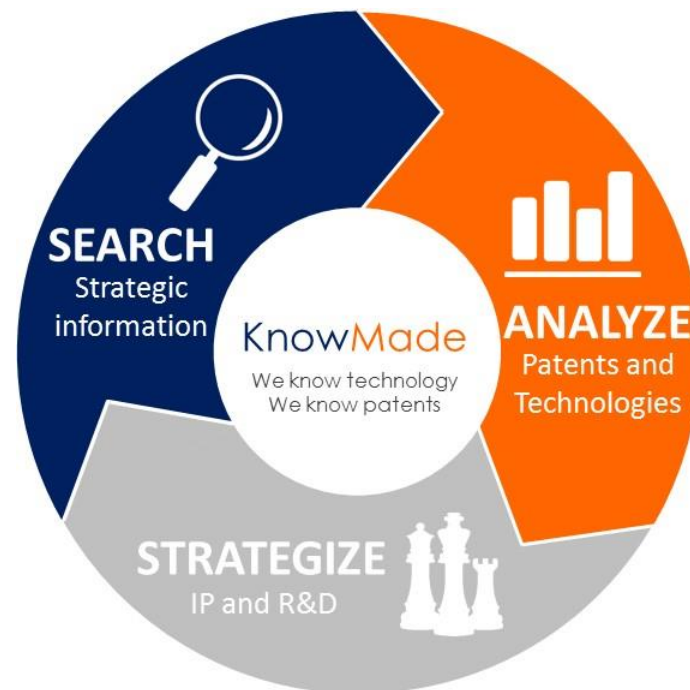 SEARCH
Strategic
information
ANALYZE
Patents and
Technologies
KnowMade
We know technology
We know patents
STRATEGIZE
IP and R&D